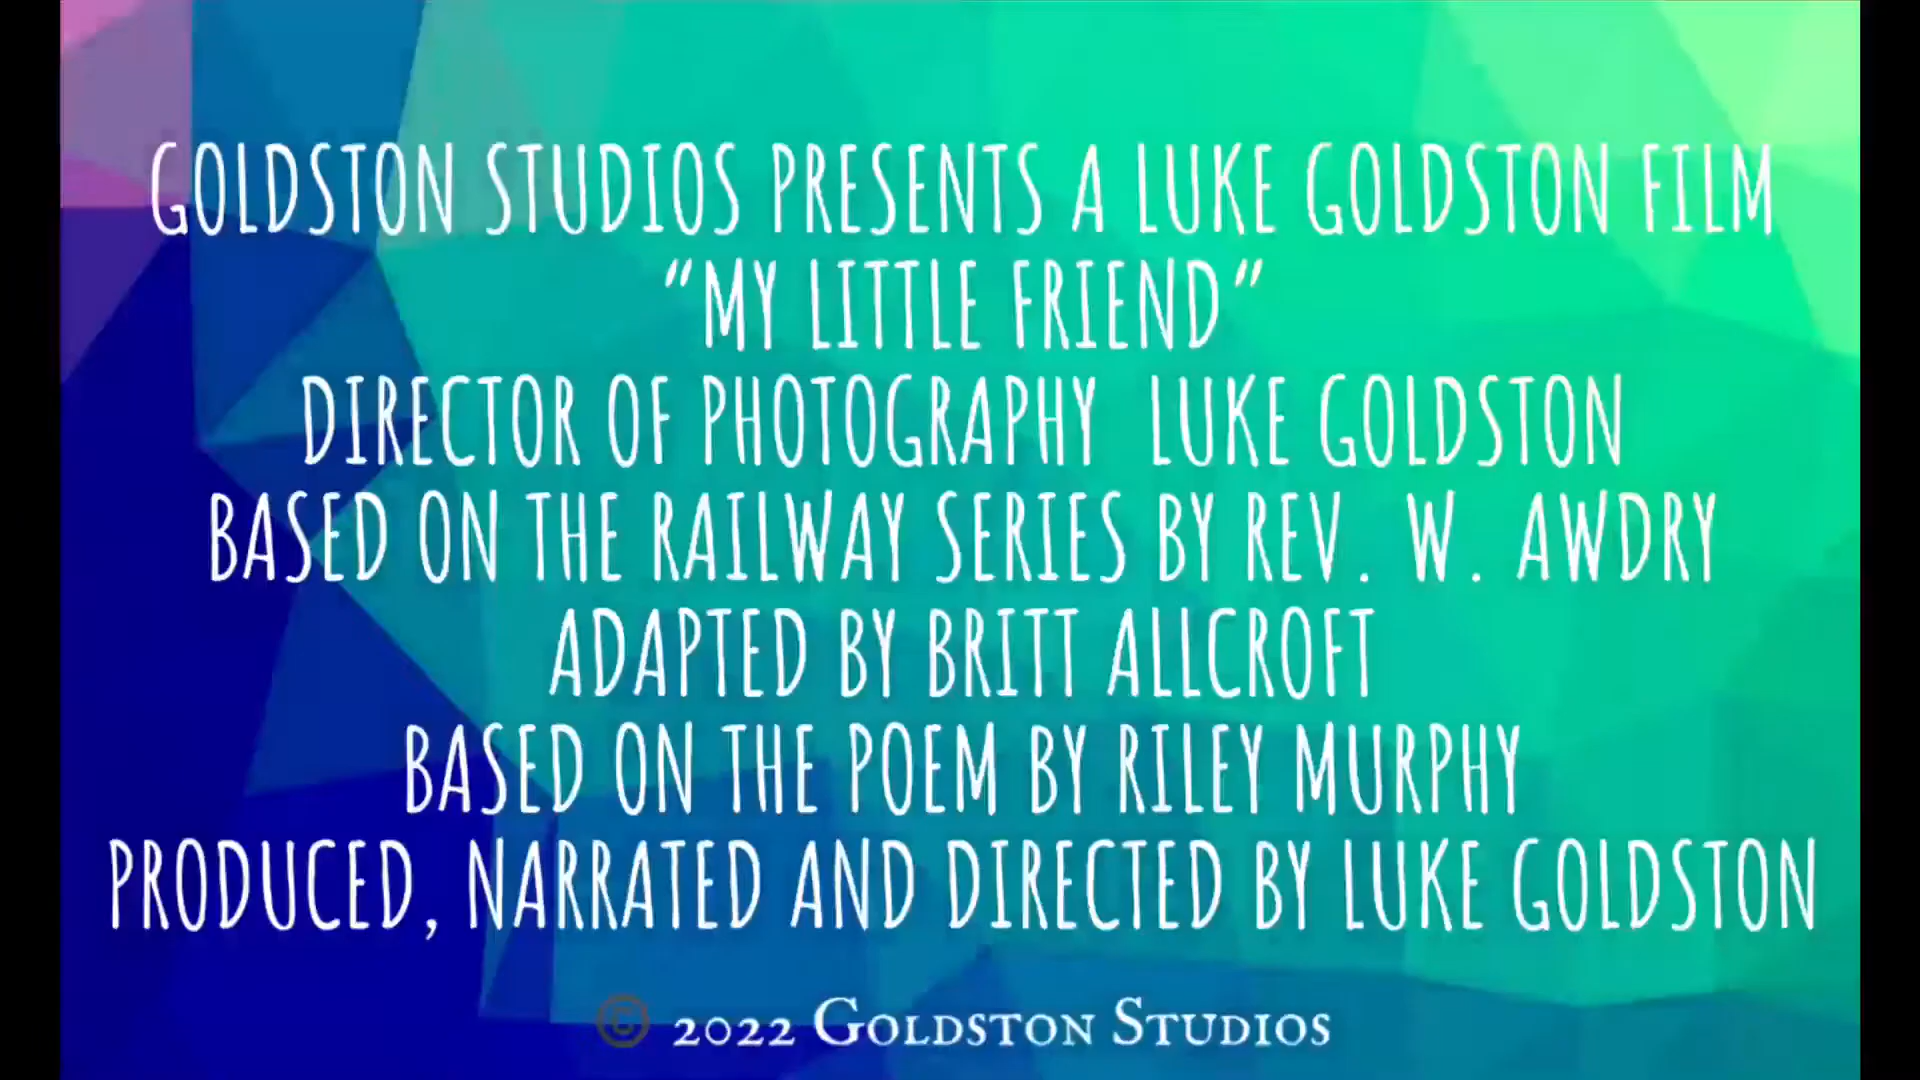 GOLDSTON STUDIOS PRESENTS A LUKE GOLDSTON FILM
“MY LITTLE FRIEND”
DIRECTOR OF PHOTOGRAPHY LUKE GOLDSTON
BASED ON THE RAILWAY SERIES BY REV. W. AWDRY
ADAPTED BY BRITT ALLCROFT
BASED ON THE POEM BY RILEY MURPHY
PRODUCED, NARRATED AND DIRECTED BY LUKE GOLDSTON
© 2022 GOLDSTON STUDIOS